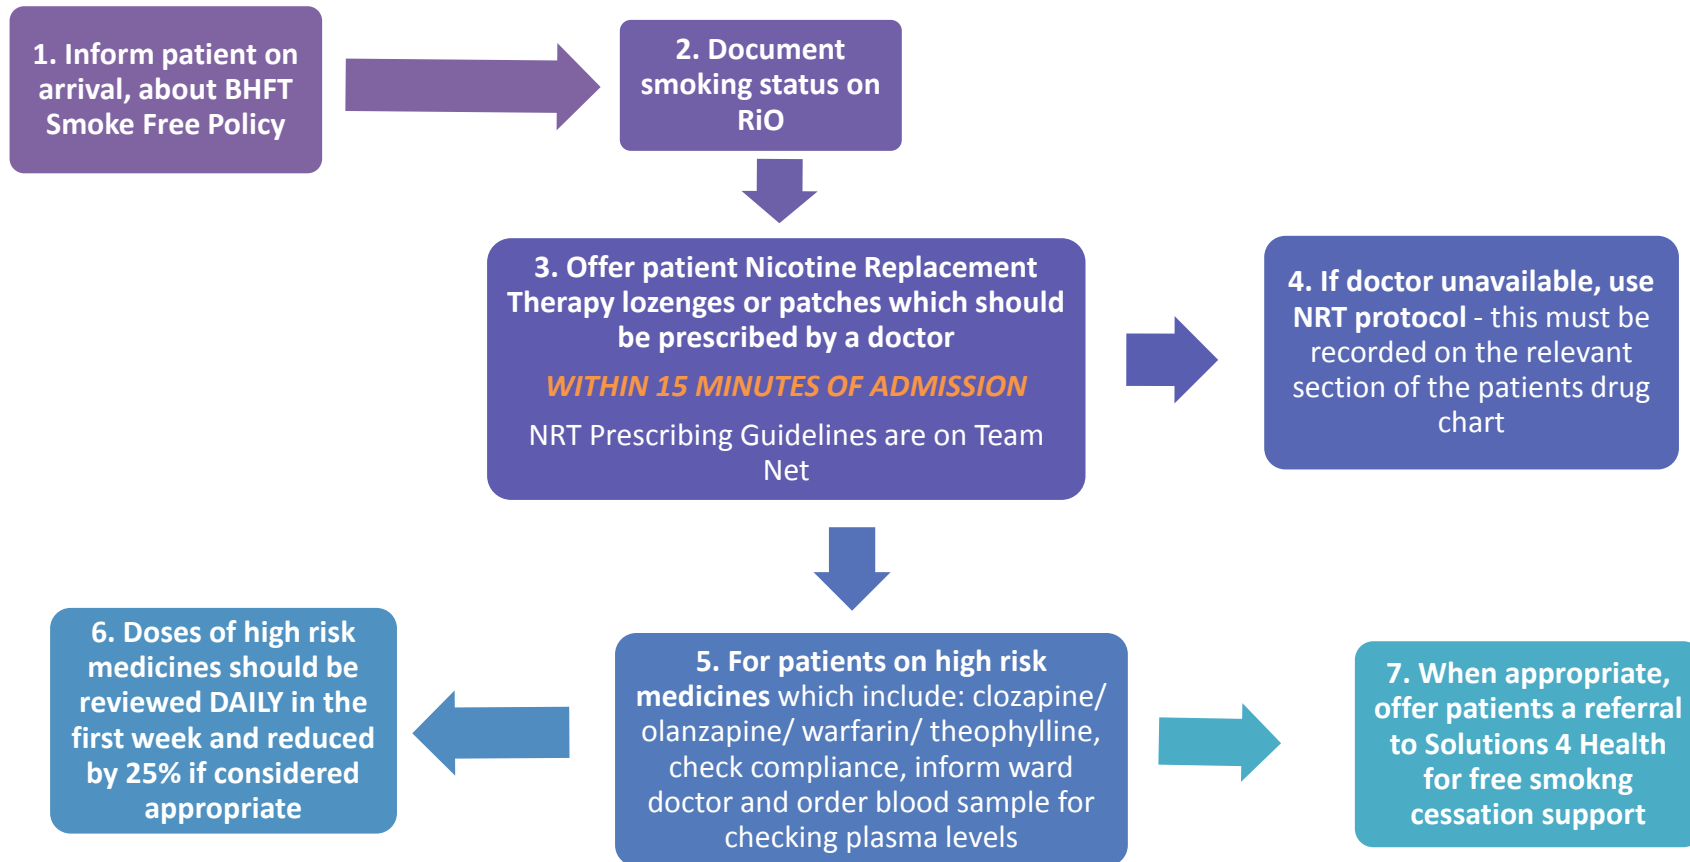 1. Inform patient on
arrival, about BHFT
Smoke Free Policy
2. Document
smoking status on
RiO
3. Offer patient Nicotine Replacement
Therapy lozenges or patches which should
be prescribed by a doctor
WITHIN 15 MINUTES OF ADMISSION
NRT Prescribing Guidelines are on Team
Net
4. If doctor unavailable, use
NRT protocol - this must be
recorded on the relevant
section of the patients drug
chart
5. For patients on high risk
medicines which include: clozapine/
olanzapine/ warfarin/ theophylline,
check compliance, inform ward
doctor and order blood sample for
checking plasma levels
6. Doses of high risk
medicines should be
reviewed DAILY in the
first week and reduced
by 25% if considered
appropriate
7. When appropriate,
offer patients a referral
to Solutions 4 Health
for free smokng
cessation support